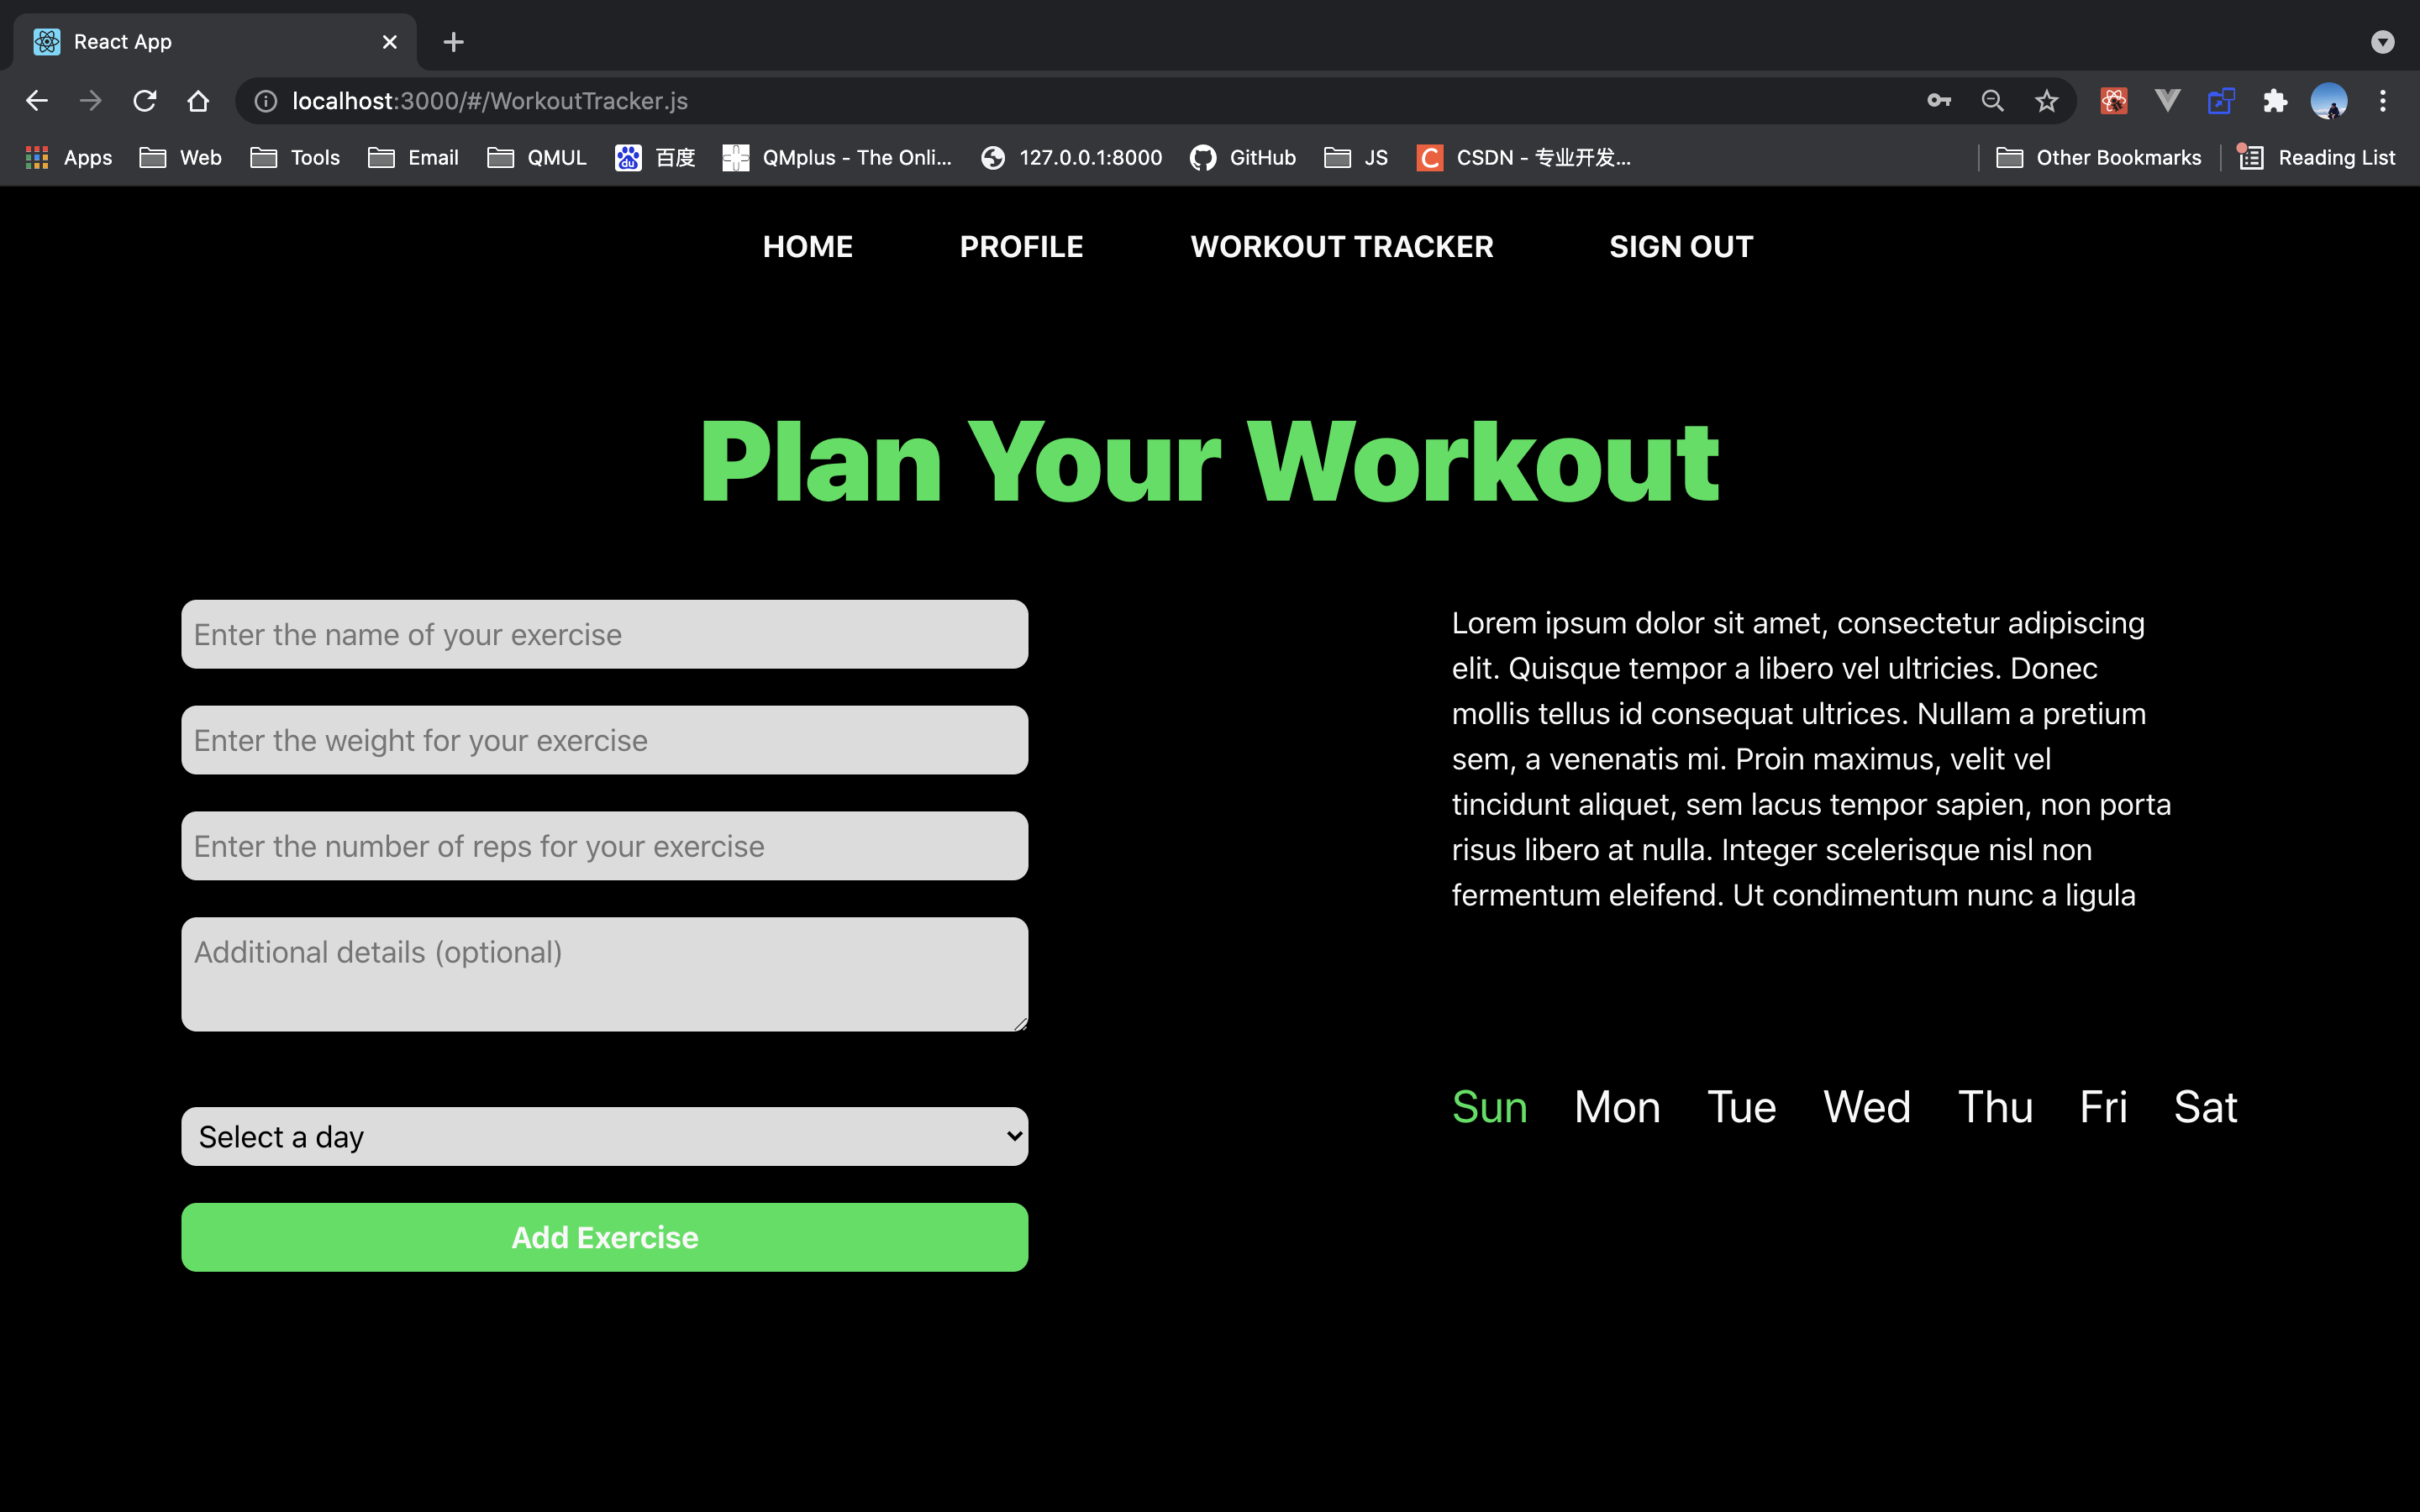 React App
localhost:3000/#/WorkoutTracker.js
Apps Web Tools Email QMUL du 百度 QMplus - The Onli... 127.0.0.1:8000 GitHub JS C CSDN - 专业开发... Other Bookmarks Reading List
HOME PROFILE WORKOUT TRACKER SIGN OUT
Plan Your Workout
Enter the name of your exercise
Enter the weight for your exercise
Enter the number of reps for your exercise
Additional details (optional)
Select a day
Add Exercise
Lorem ipsum dolor sit amet, consectetur adipiscing
elit. Quisque tempor a libero vel ultricies. Donec
mollis tellus id consequat ultrices. Nullam a pretium
sem, a venenatis mi. Proin maximus, velit vel
tincidunt aliquet, sem lacus tempor sapien, non porta
risus libero at nulla. Integer scelerisque nisl non
fermentum eleifend. Ut condimentum nunc a ligula
Sun Mon Tue Wed Thu Fri Sat